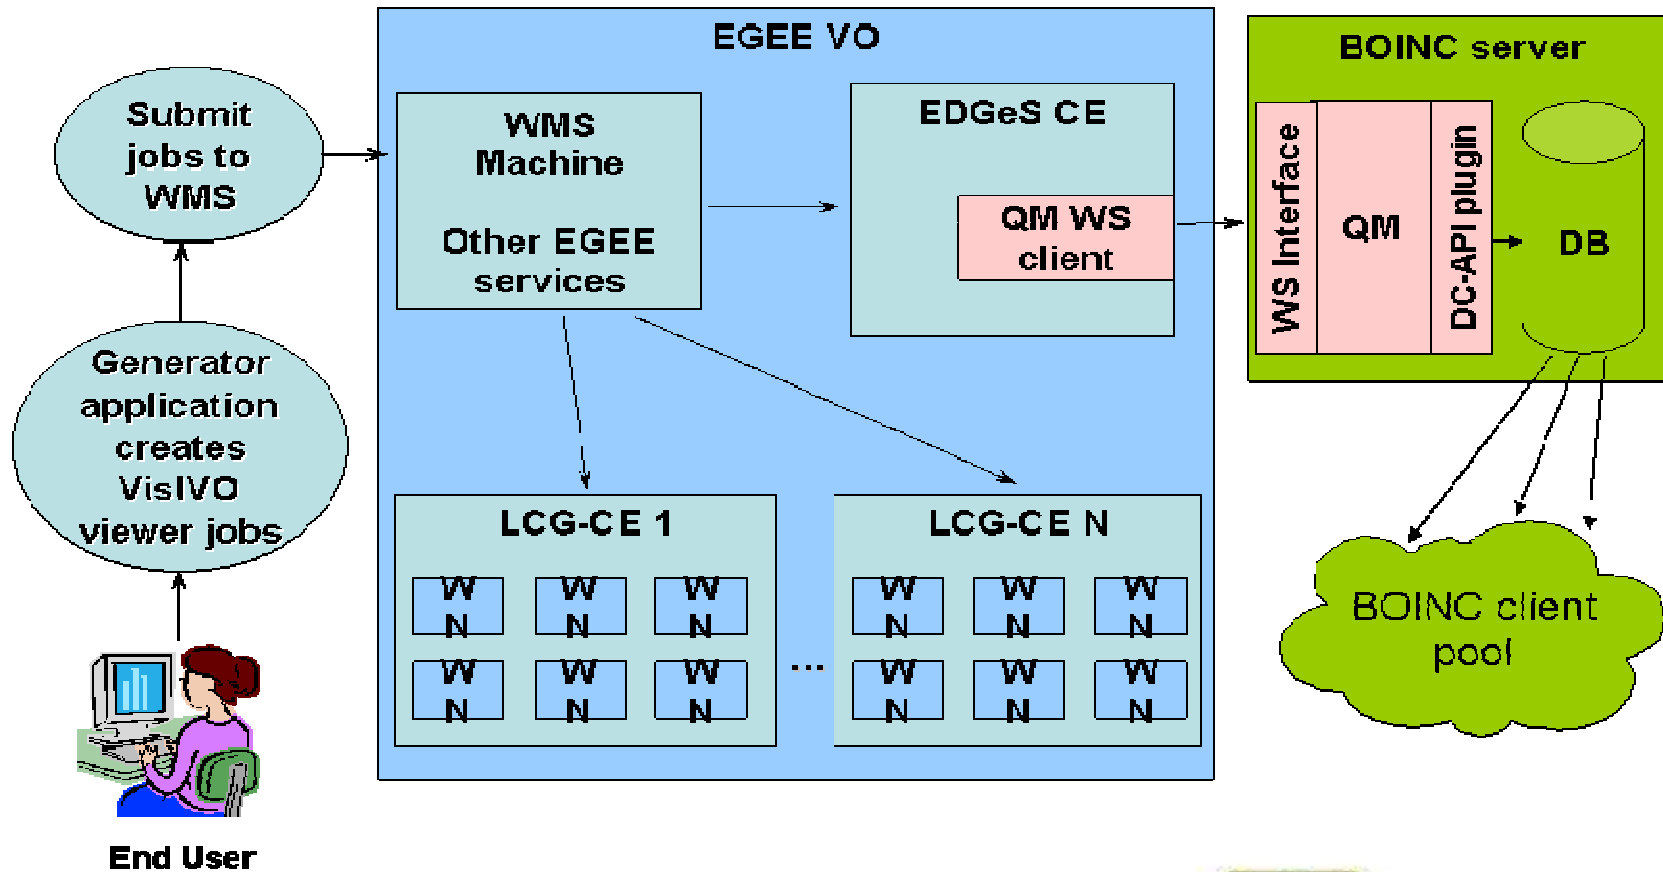 EGEE VO
BOINC server
Submit
jobs to
WMS
WMS
Machine
Other EGEE
services
EDGeS CE
QM WS
client
WS Interface
QM
DC-API plugin
DB
Generator
application
creates
VisIVO
viewer jobs
LCG-CE 1
W
N
W
N
W
N
W
N
W
N
W
N
...
LCG-CE N
W
N
W
N
W
N
W
N
W
N
W
N
BOINC client
pool
End User